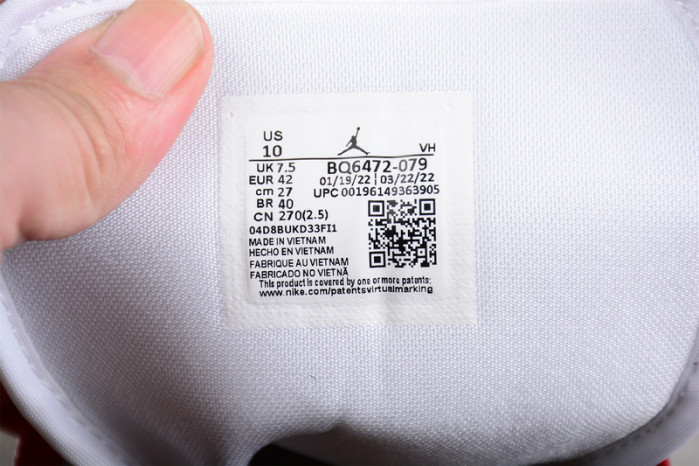 US
10
VH
UK 7.5
BQ6472-079
EUR 42
01/19/22 | 03/22/22
cm 27
UPC 00196149363905
BR 40
CN 270(2.5)
04D8BUKD33FI1
MADE IN VIETNAM
HECHO EN VIETNAM
FABRIQUE AU VIETNAM
FABRICADO NO VIETNÃ
This product is covered by one or more patents:
www.nike.com/patentsvirtualmarking